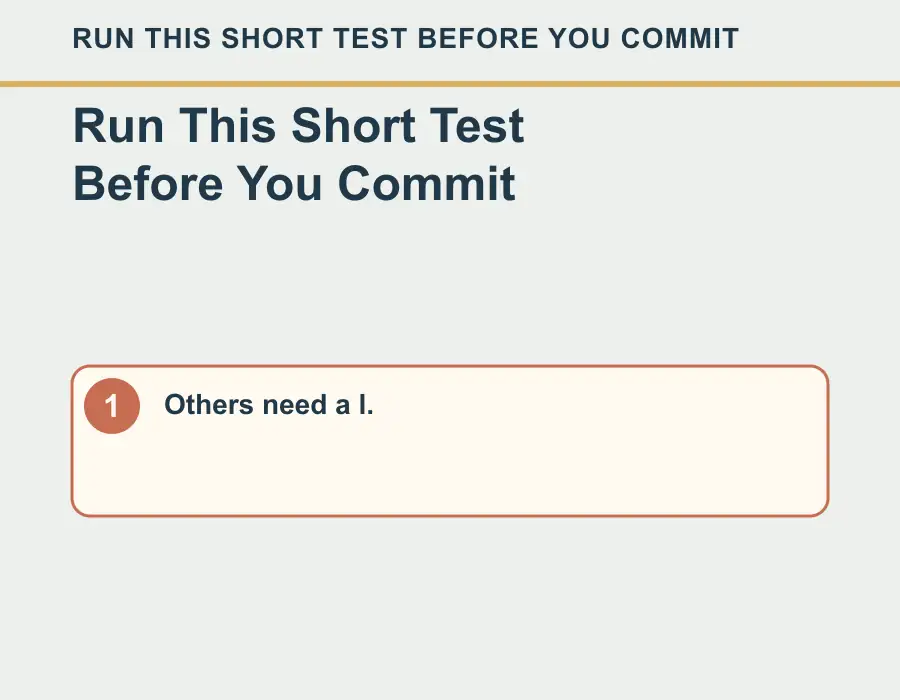 RUN THIS SHORT TEST BEFORE YOU COMMIT
Run This Short Test
Before You Commit
1 Others need a l.